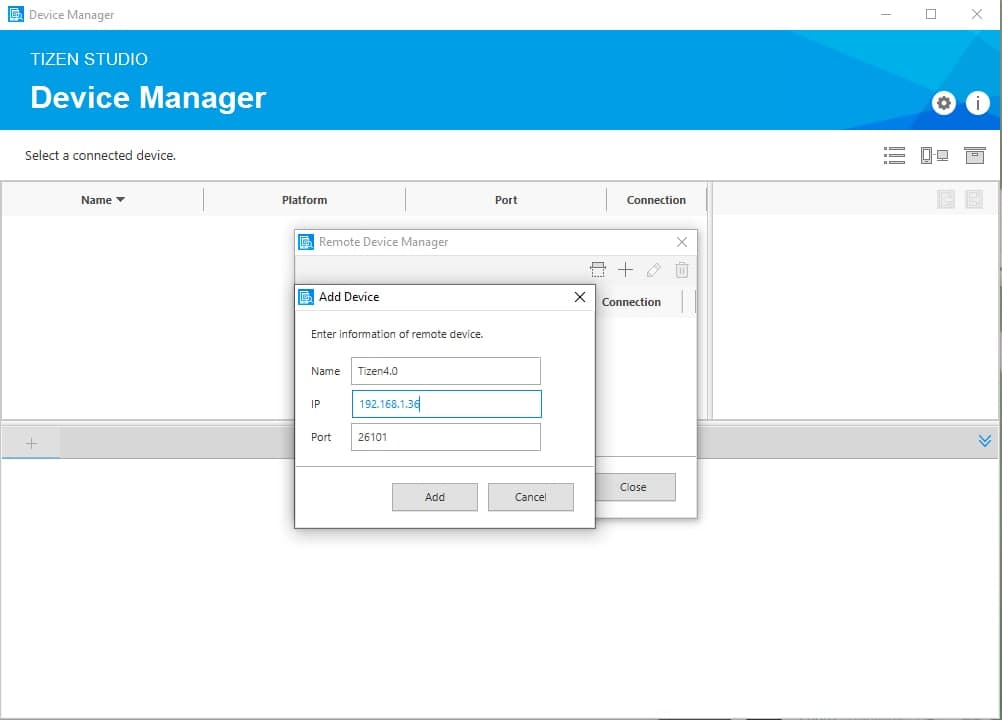 Device Manager
TIZEN STUDIO
Device Manager
Select a connected device.
Name Platform Port Connection
Remote Device Manager
Connection
Add Device
Enter information of remote device.
Name Tizen4.0
IP 192.168.1.36
Port 26101
Add Cancel
Close